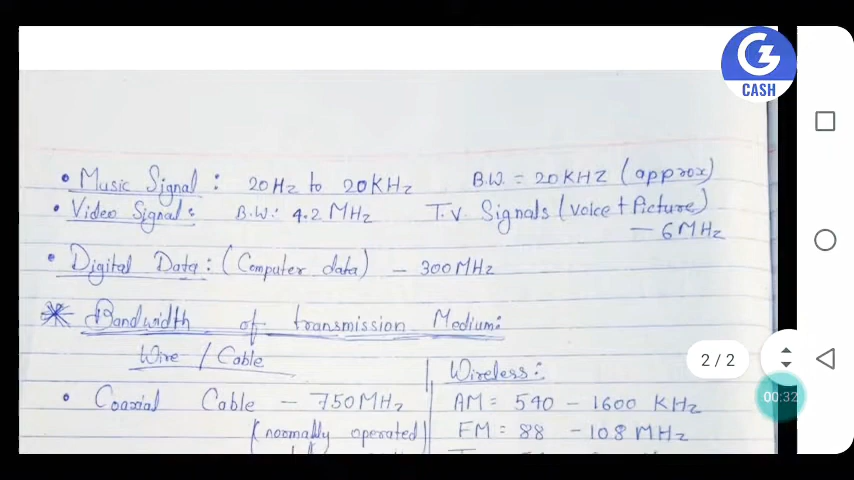 CASH
• Music Signal : 20Hz to 20KHz B.W. = 20KHZ (approx)
• Video Signal : B.W: 4.2 MHz T.V. Signals (voice + Picture)
— 6MHz
• Digital Data : (Computer data) — 300MHz
Bandwidth of transmission Medium:
Wire / Cable
2/2
Wireless:
• Coaxial Cable — 750MHz
(normally operated)
AM = 540 – 1600 KHz
FM = 88 – 108 MHz
00:32